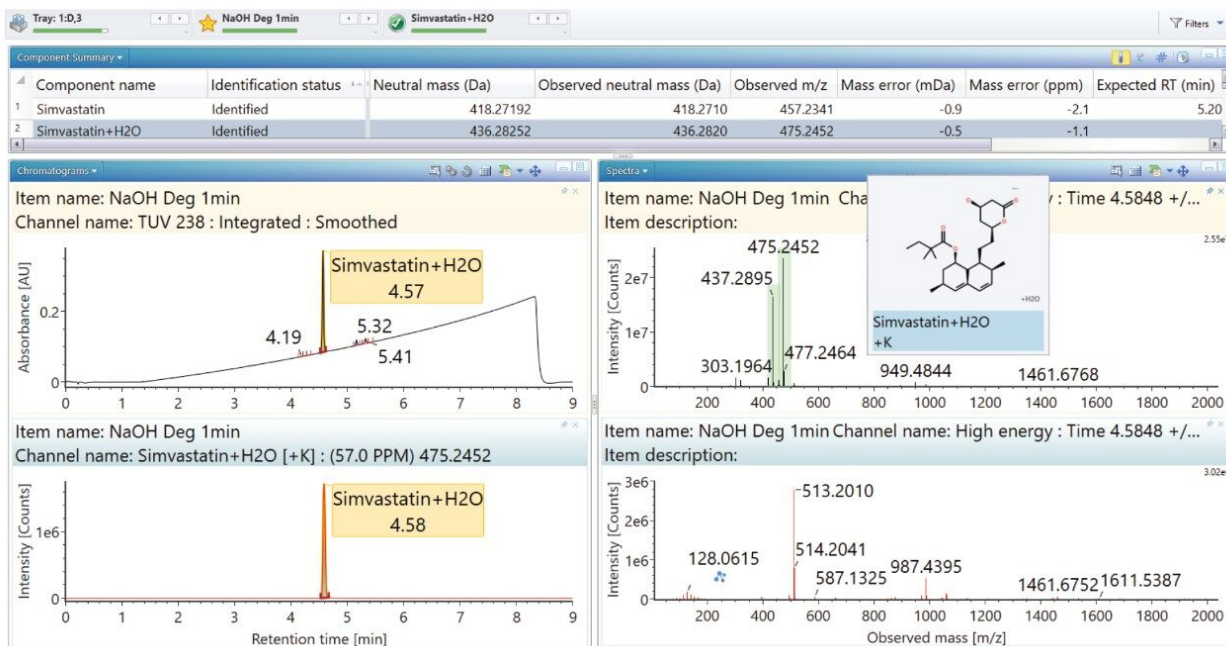 Tray: 1:D,3
NaOH Deg 1min
Simvastatin+H2O
Filters
Component Summary
Component name Identification status Neutral mass (Da) Observed neutral mass (Da) Observed m/z Mass error (mDa) Mass error (ppm) Expected RT (min)
1 Simvastatin Identified 418.27192 418.2710 457.2341 -0.9 -2.1 5.20
2 Simvastatin+H2O Identified 436.28252 436.2820 475.2452 -0.5 -1.1
Chromatograms
Item name: NaOH Deg 1min
Channel name: TUV 238 : Integrated : Smoothed
Absorbance [AU]
0.2
0
Simvastatin+H2O
4.57
4.19
5.32
5.41
0 1 2 3 4 5 6 7 8 9
Item name: NaOH Deg 1min
Channel name: Simvastatin+H2O [+K] : (57.0 PPM) 475.2452
Intensity [Counts]
1e6
0
Simvastatin+H2O
4.58
0 1 2 3 4 5 6 7 8 9
Retention time [min]
Spectra
Item name: NaOH Deg 1min : Time 4.5848 +/...
Item description:
Intensity [Counts]
2e7
1e7
0
475.2452
437.2895
477.2464
303.1964
949.4844
1461.6768
200 400 600 800 1000 1200 1400 1600 1800 2000
+H2O
Simvastatin+H2O
+K
Item name: NaOH Deg 1min Channel name: High energy : Time 4.5848 +/...
Item description:
Intensity [Counts]
3e6
2e6
1e6
0
513.2010
514.2041
128.0615
587.1325
987.4395
1461.6752
1611.5387
200 400 600 800 1000 1200 1400 1600 1800 2000
Observed mass [m/z]